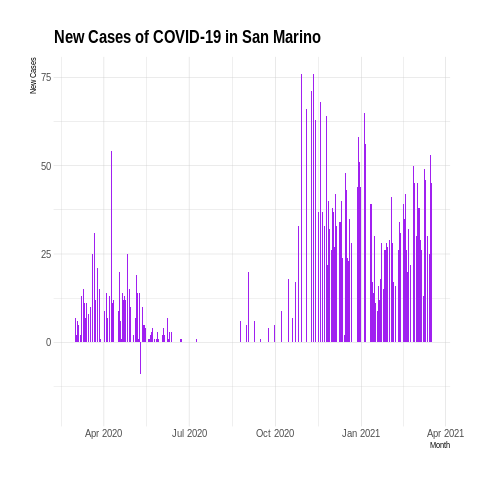 New Cases of COVID-19 in San Marino
New Cases
75
50
25
0
Apr 2020 Jul 2020 Oct 2020 Jan 2021 Apr 2021
Month